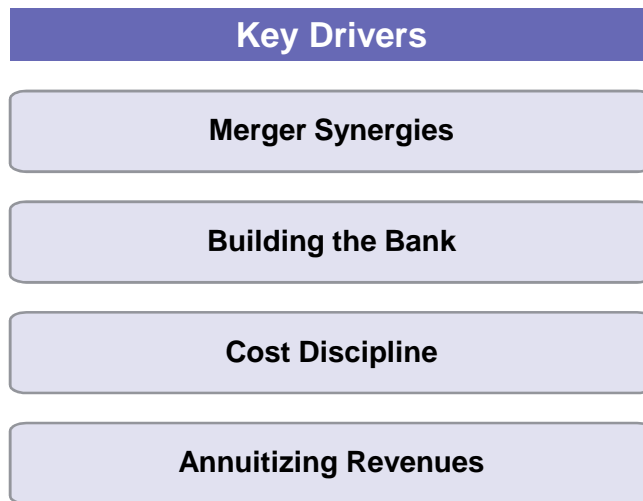 Key Drivers
Merger Synergies
Building the Bank
Cost Discipline
Annuitizing Revenues